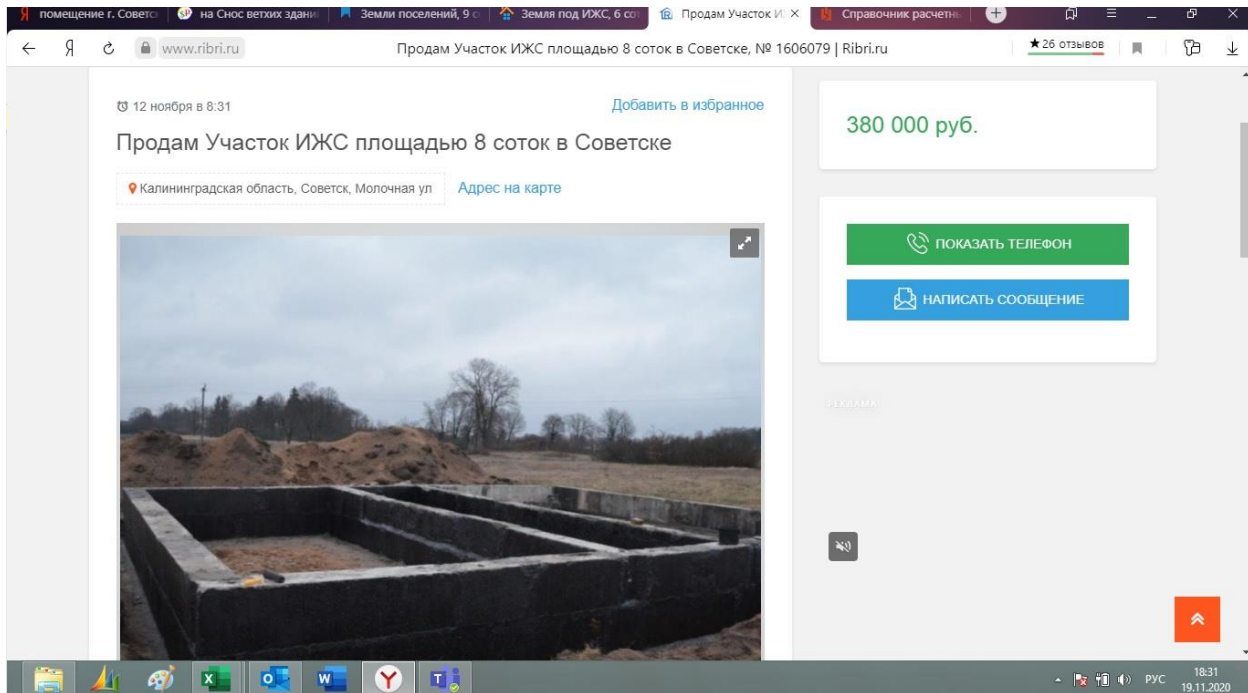 помещение г. Советс
на Снос ветхих здани
Земли поселений, 9 с
Земля под ИЖС, 6 сот
Продам Участок И
Справочник расчетн
www.ribri.ru
Продам Участок ИЖС площадью 8 соток в Советске, № 1606079 | Ribri.ru
★26 отзывов
12 ноября в 8:31
Добавить в избранное
380 000 руб.
Продам Участок ИЖС площадью 8 соток в Советске
Калининградская область, Советск, Молочная ул
Адрес на карте
ПОКАЗАТЬ ТЕЛЕФОН
НАПИСАТЬ СООБЩЕНИЕ
РЕКЛАМА
РУС
18:31
19.11.2020